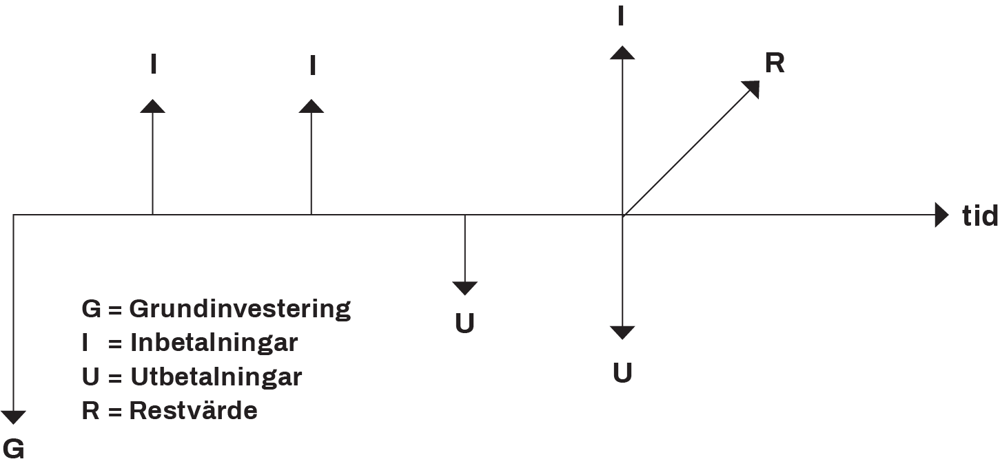 I
I
I
R
tid
U
U
G = Grundinvestering
I = Inbetalningar
U = Utbetalningar
R = Restvärde
G